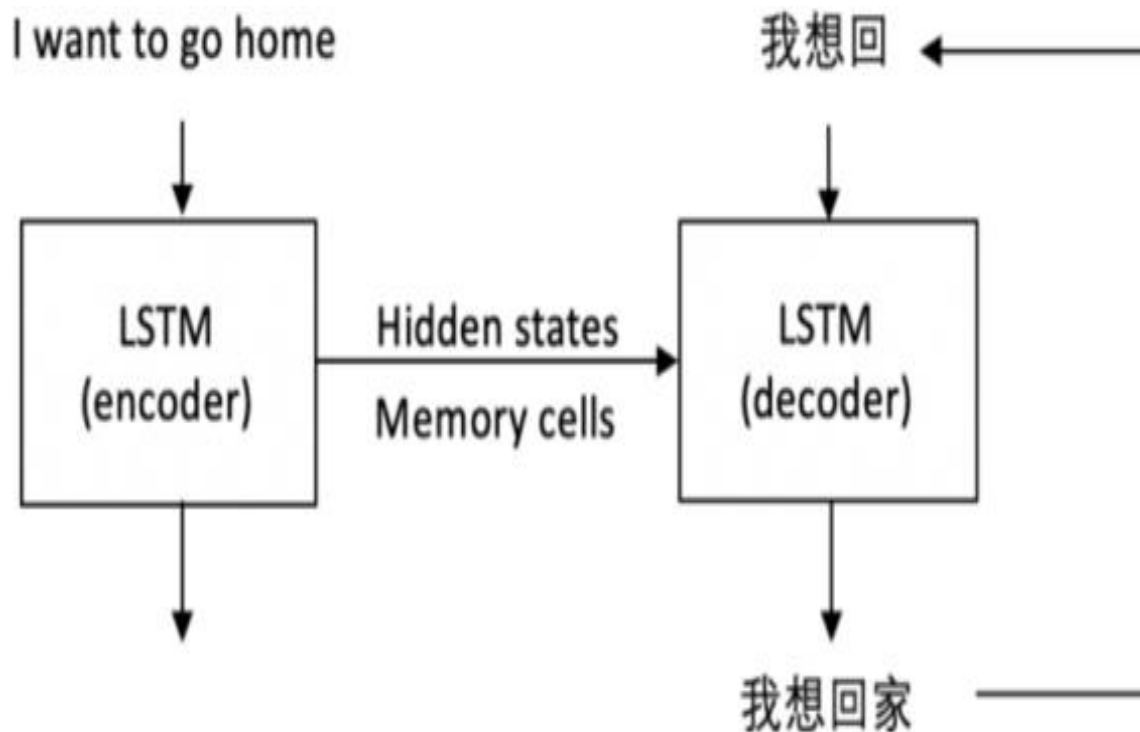 I want to go home
我想回
LSTM
(encoder)
Hidden states
Memory cells
LSTM
(decoder)
我想回家